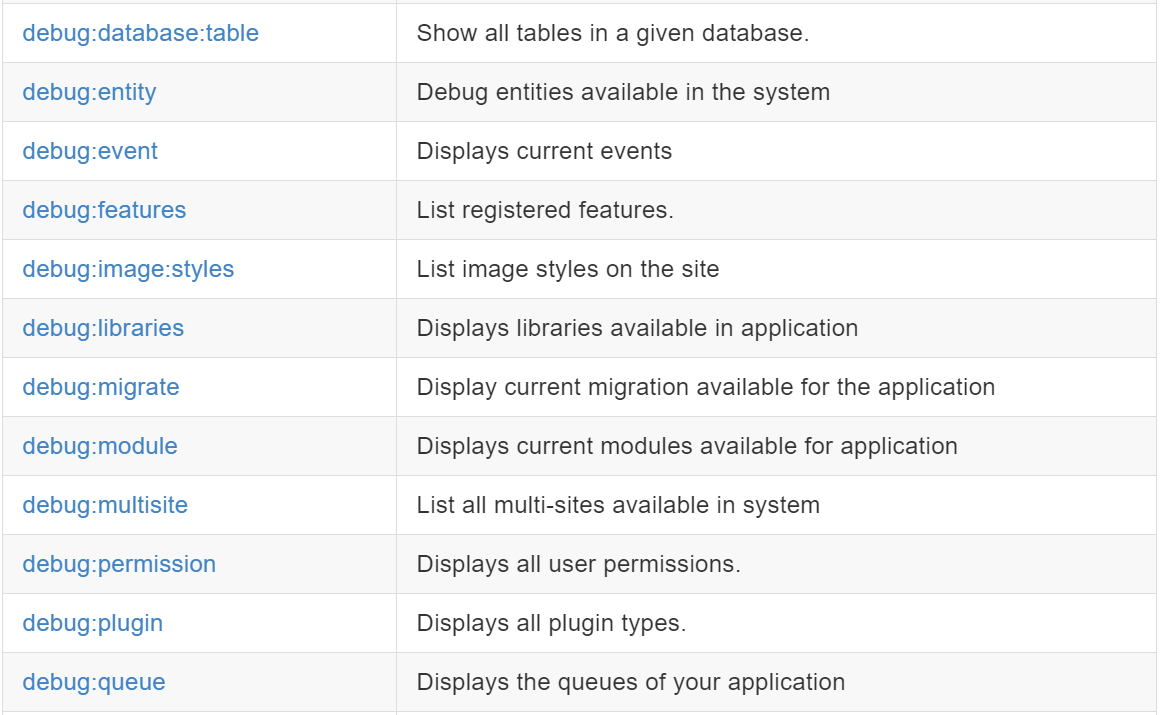 debug:database:table Show all tables in a given database.
debug:entity Debug entities available in the system
debug:event Displays current events
debug:features List registered features.
debug:image:styles List image styles on the site
debug:libraries Displays libraries available in application
debug:migrate Display current migration available for the application
debug:module Displays current modules available for application
debug:multisite List all multi-sites available in system
debug:permission Displays all user permissions.
debug:plugin Displays all plugin types.
debug:queue Displays the queues of your application